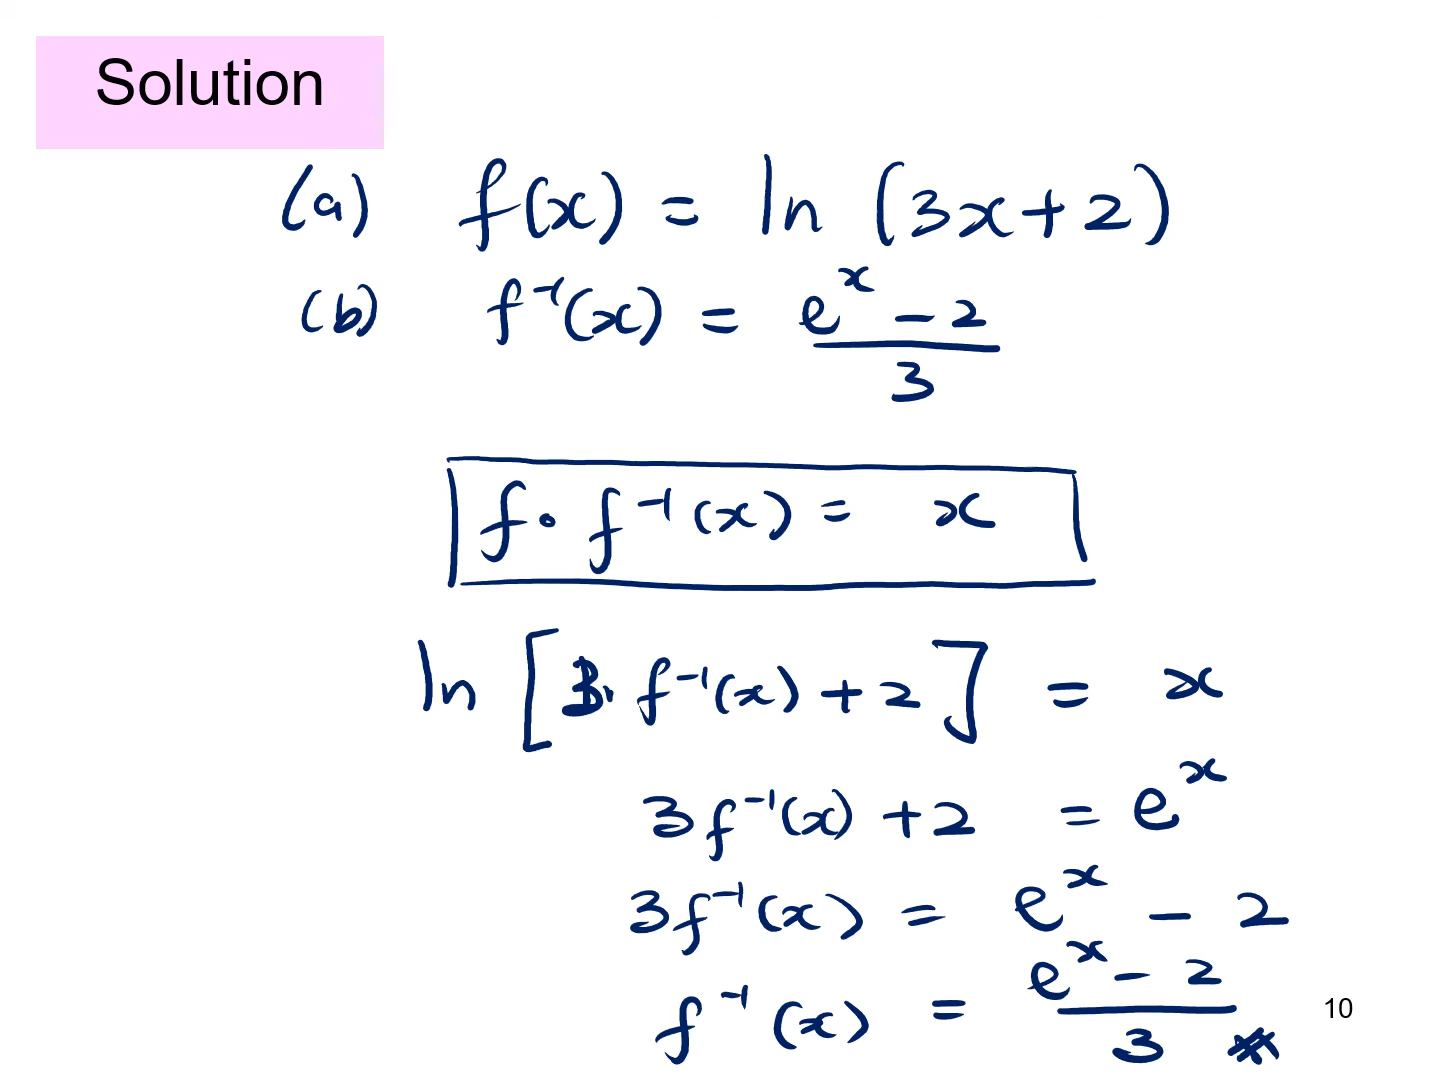 Solution
(a) f(x) = ln (3x+2)
(b) f⁻¹(x) = (eˣ - 2)/3
f∘f⁻¹(x) = x
ln [3·f⁻¹(x) + 2] = x
3f⁻¹(x) + 2 = eˣ
3f⁻¹(x) = eˣ - 2
f⁻¹(x) = (eˣ - 2)/3 #
10